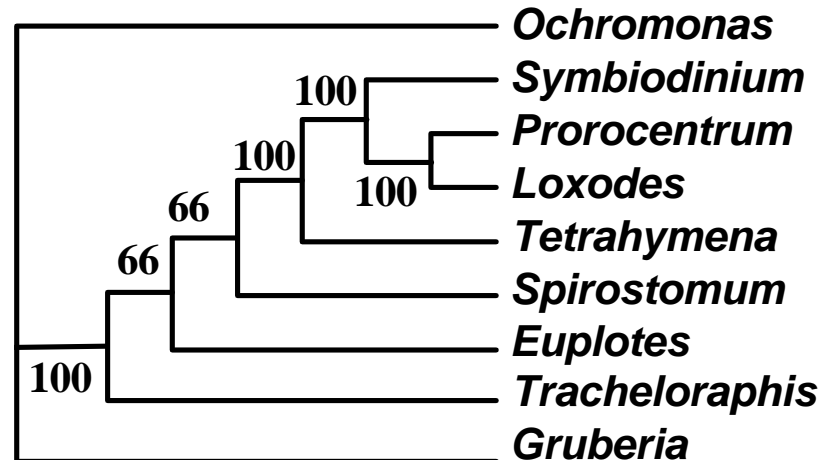 Ochromonas
Symbiodinium
100
Prorocentrum
100
Loxodes
100
66
Tetrahymena
66
Spirostomum
Euplotes
100
Tracheloraphis
Gruberia